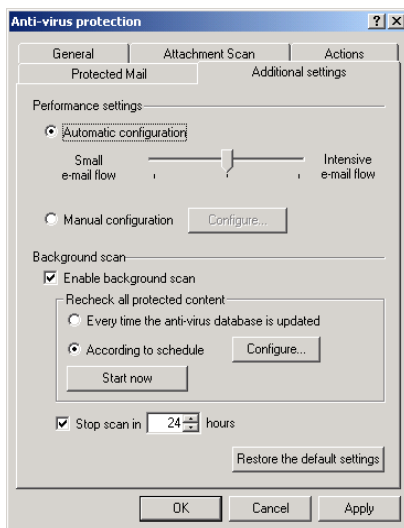 Anti-virus protection
General Attachment Scan Actions
Protected Mail Additional settings
Performance settings
Automatic configuration
Small e-mail flow
Intensive e-mail flow
Manual configuration Configure...
Background scan
Enable background scan
Recheck all protected content
Every time the anti-virus database is updated
According to schedule Configure...
Start now
Stop scan in 24 hours
Restore the default settings
OK Cancel Apply